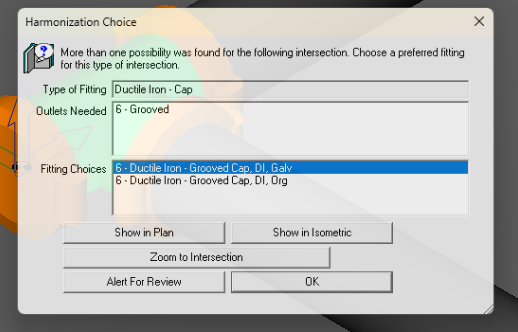 Harmonization Choice
More than one possibility was found for the following intersection. Choose a preferred fitting
for this type of intersection.
Type of Fitting Ductile Iron - Cap
Outlets Needed 6 - Grooved
Fitting Choices 6 - Ductile Iron - Grooved Cap, DI, Galv
6 - Ductile Iron - Grooved Cap, DI, Org
Show in Plan Show in Isometric
Zoom to Intersection
Alert For Review OK